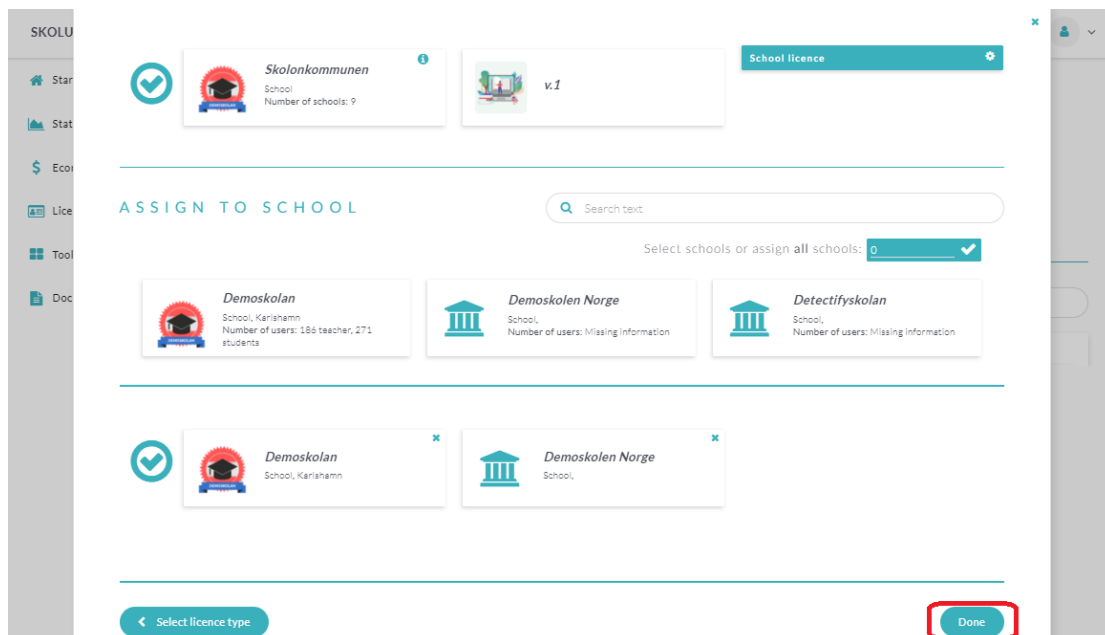 SKOLU
Star
Stat
Econ
Lice
Tool
Doc
Skolonkommunen
School
Number of schools: 9
v.1
School licence
ASSIGN TO SCHOOL
Search text
Select schools or assign all schools: 0
Demoskolan
School, Karlshamn
Number of users: 186 teacher, 271
students
Demoskolen Norge
School,
Number of users: Missing information
Detectifyskolan
School,
Number of users: Missing information
Demoskolan
School, Karlshamn
Demoskolen Norge
School,
Select licence type
Done